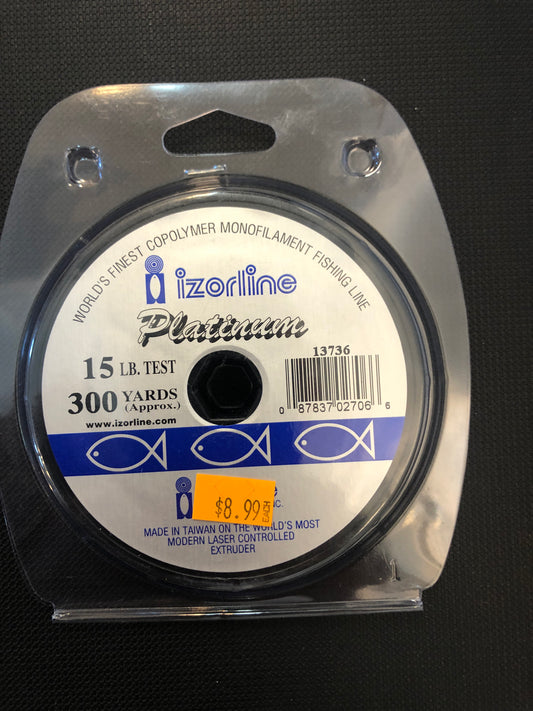 WORLD'S FINEST COPOLYMER MONOFILAMENT FISHING LINE
izorline
Platinum
15 LB. TEST
300 YARDS
(Approx.)
www.izorline.com
13736
0 87837 02706 6
$8.99 EACH
MADE IN TAIWAN ON THE WORLD'S MOST
MODERN LASER CONTROLLED
EXTRUDER